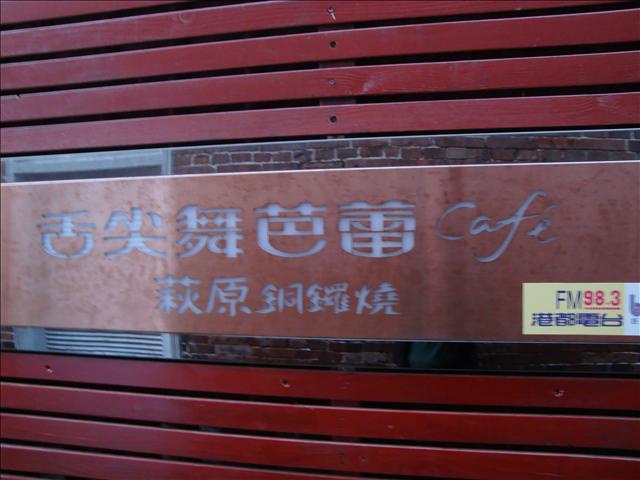 舌尖舞芭蕾 Café
萩原銅鑼燒
FM98.3
港都電台